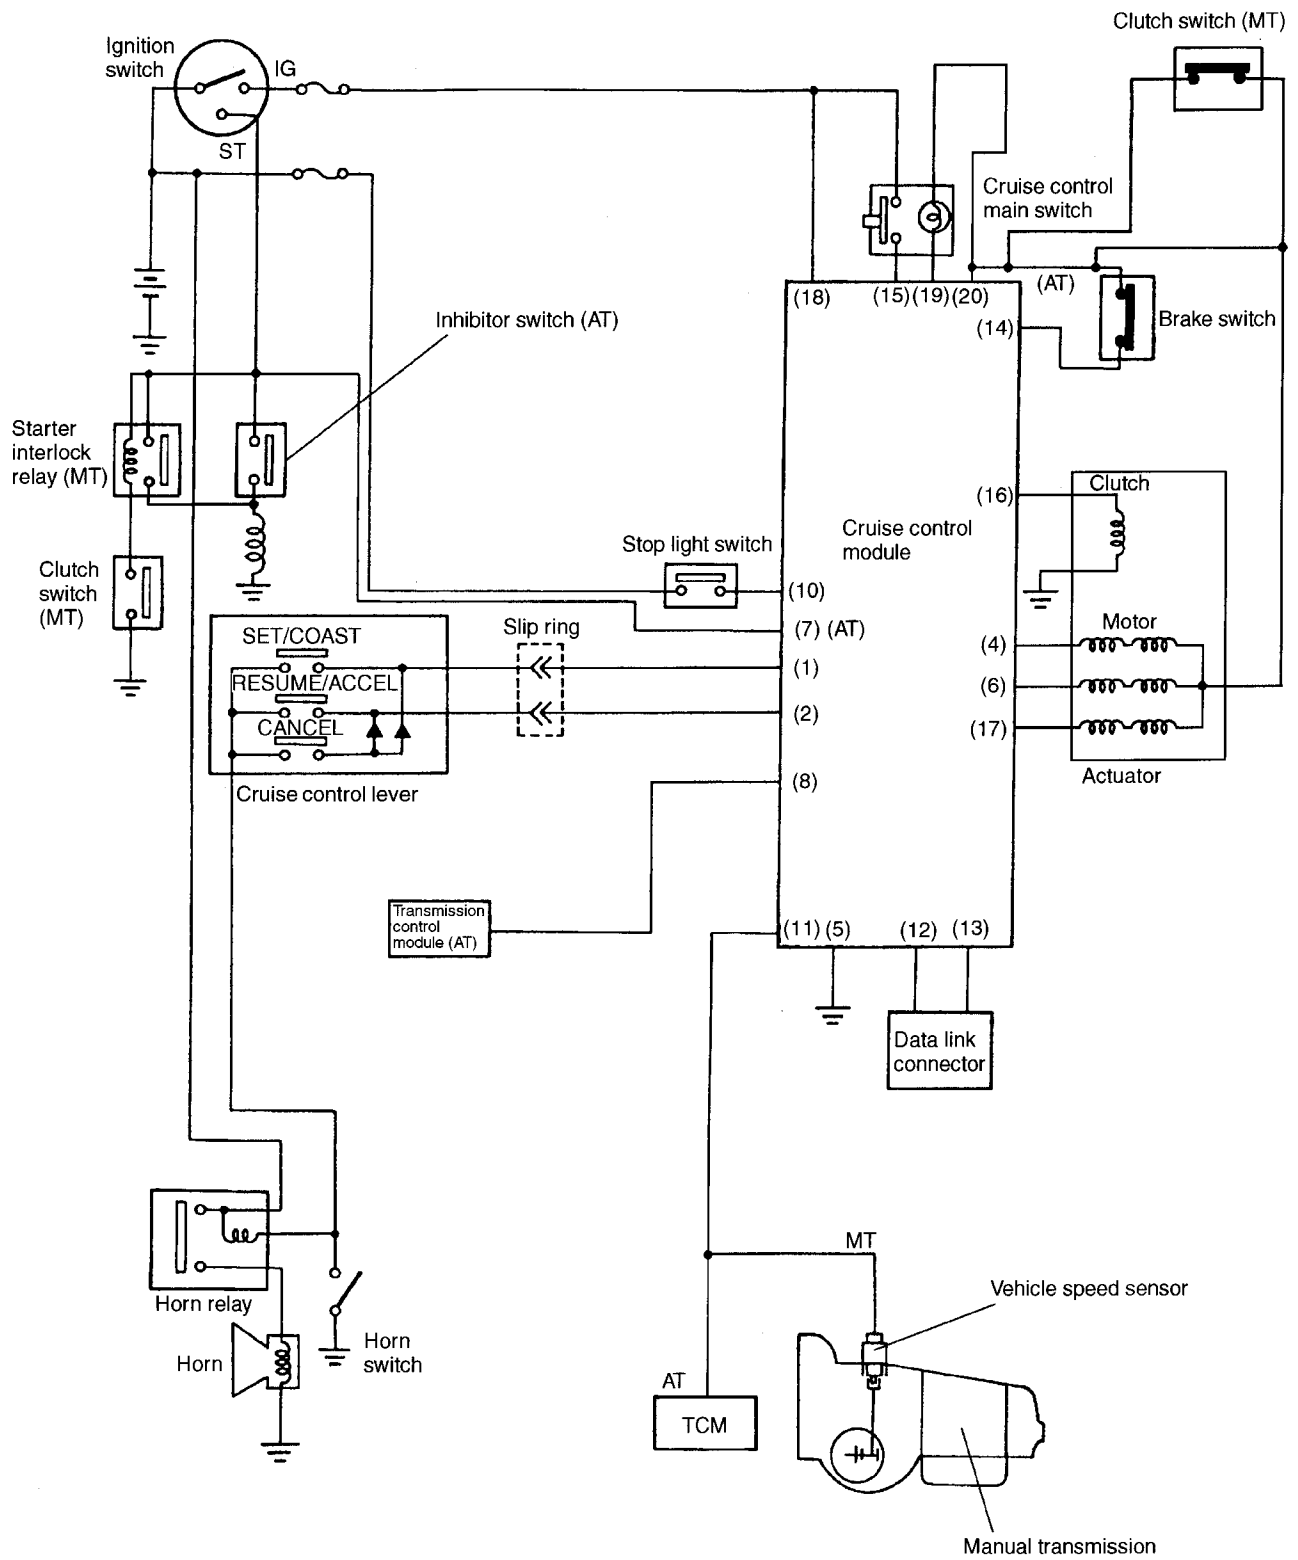 Clutch switch (MT)
Ignition
switch
IG
ST
Cruise control
main switch
(18)
(15)
(19)
(20)
(AT)
(14)
Brake switch
Inhibitor switch (AT)
Starter
interlock
relay (MT)
Clutch
switch
(MT)
(16)
Clutch
Cruise control
module
Stop light switch
(10)
(7) (AT)
SET/COAST
RESUME/ACCEL
CANCEL
Cruise control lever
Slip ring
(1)
(2)
(8)
(4)
Motor
(6)
(17)
Actuator
Transmission
control
module (AT)
(11)
(5)
(12)
(13)
Data link
connector
Horn relay
Horn
Horn
switch
MT
Vehicle speed sensor
AT
TCM
Manual transmission